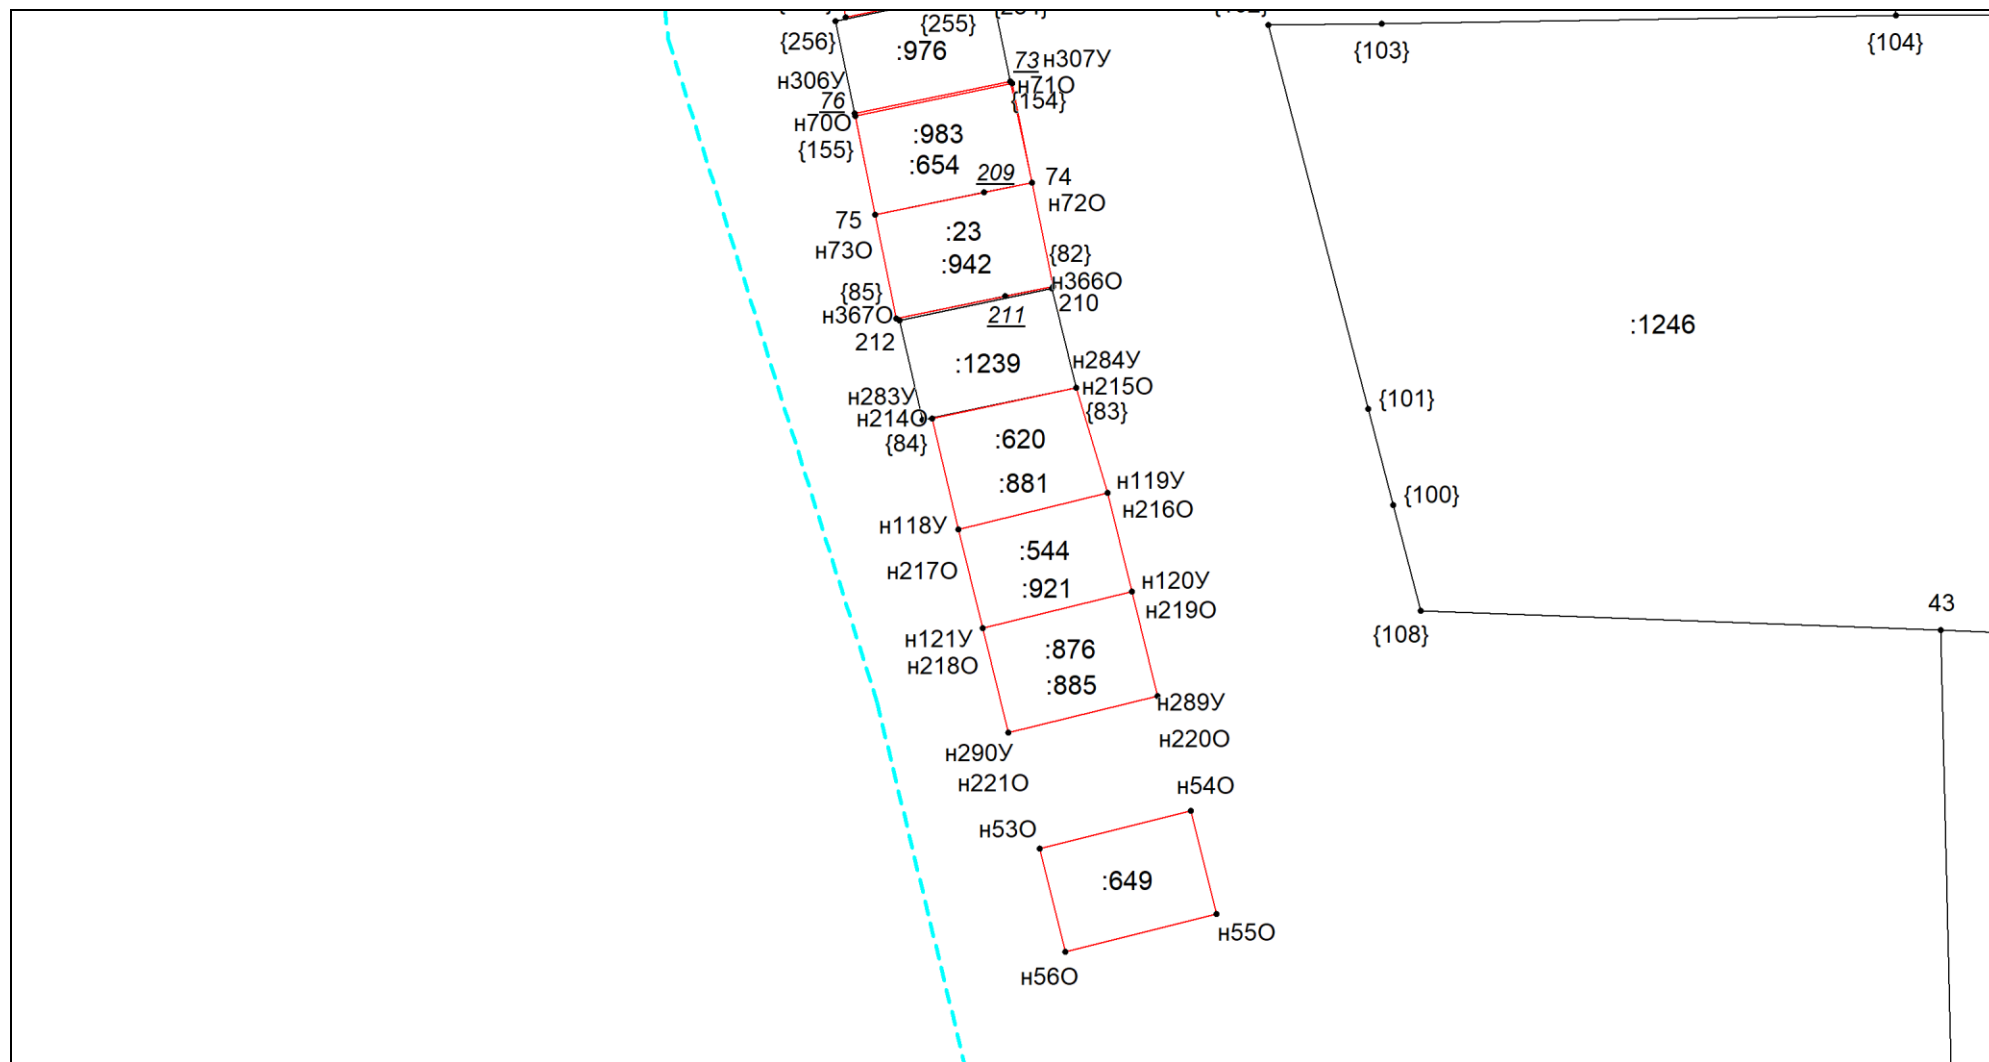 {255}
{256}
:976
{103}
{104}
73
н307У
н306У
н71О
76
{154}
н70О
:983
{155}
:654
209
74
н72О
75
:23
н73О
{82}
:942
н366О
{85}
210
н367О
211
:1246
212
:1239
н284У
н283У
н215О
н214О
{83}
{101}
{84}
:620
:881
н119У
{100}
н216О
н118У
:544
н217О
:921
н120У
43
н219О
н121У
{108}
:876
н218О
:885
н289У
н290У
н220О
н221О
н54О
н53О
:649
н55О
н56О